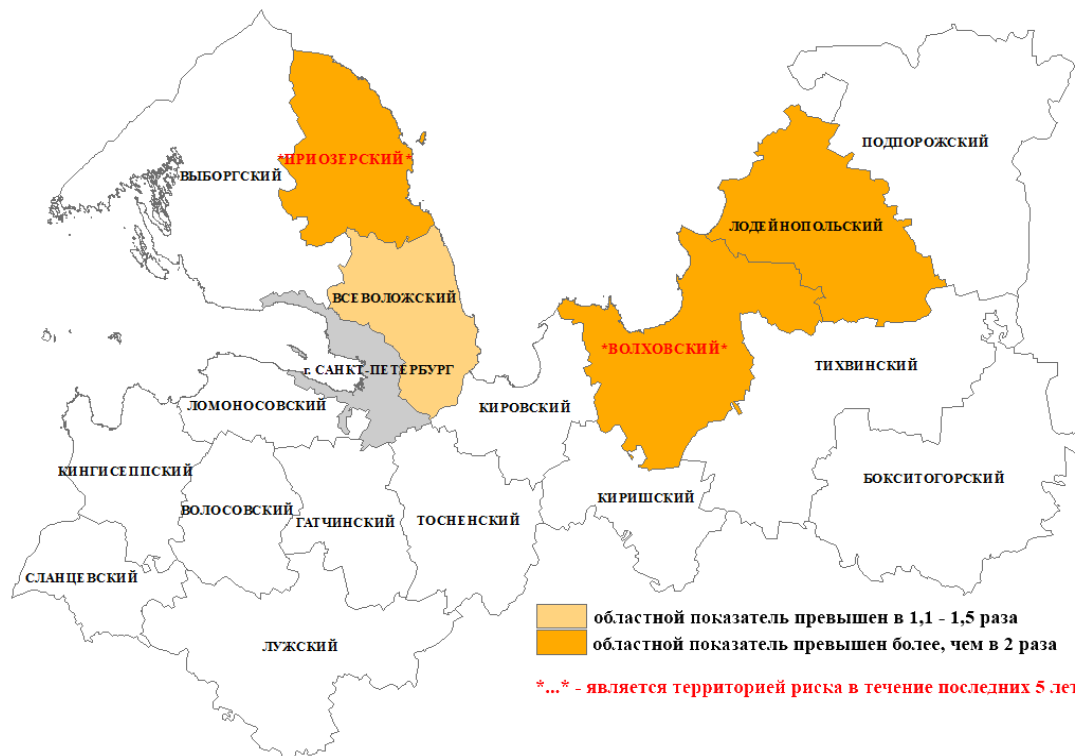 ПОДПОРОЖСКИЙ
*ПРИОЗЕРСКИЙ*
ВЫБОРГСКИЙ
ЛОДЕЙНОПОЛЬСКИЙ
ВСЕВОЛОЖСКИЙ
*ВОЛХОВСКИЙ*
ТИХВИНСКИЙ
г. САНКТ-ПЕТЕРБУРГ
ЛОМОНОСОВСКИЙ
КИРОВСКИЙ
КИНГИСЕППСКИЙ
БОКСИТОГОРСКИЙ
КИРИШСКИЙ
ВОЛОСОВСКИЙ
ГАТЧИНСКИЙ
ТОСНЕНСКИЙ
СЛАНЦЕВСКИЙ
ЛУЖСКИЙ
областной показатель превышен в 1,1 - 1,5 раза
областной показатель превышен более, чем в 2 раза
*...* - является территорией риска в течение последних 5 лет